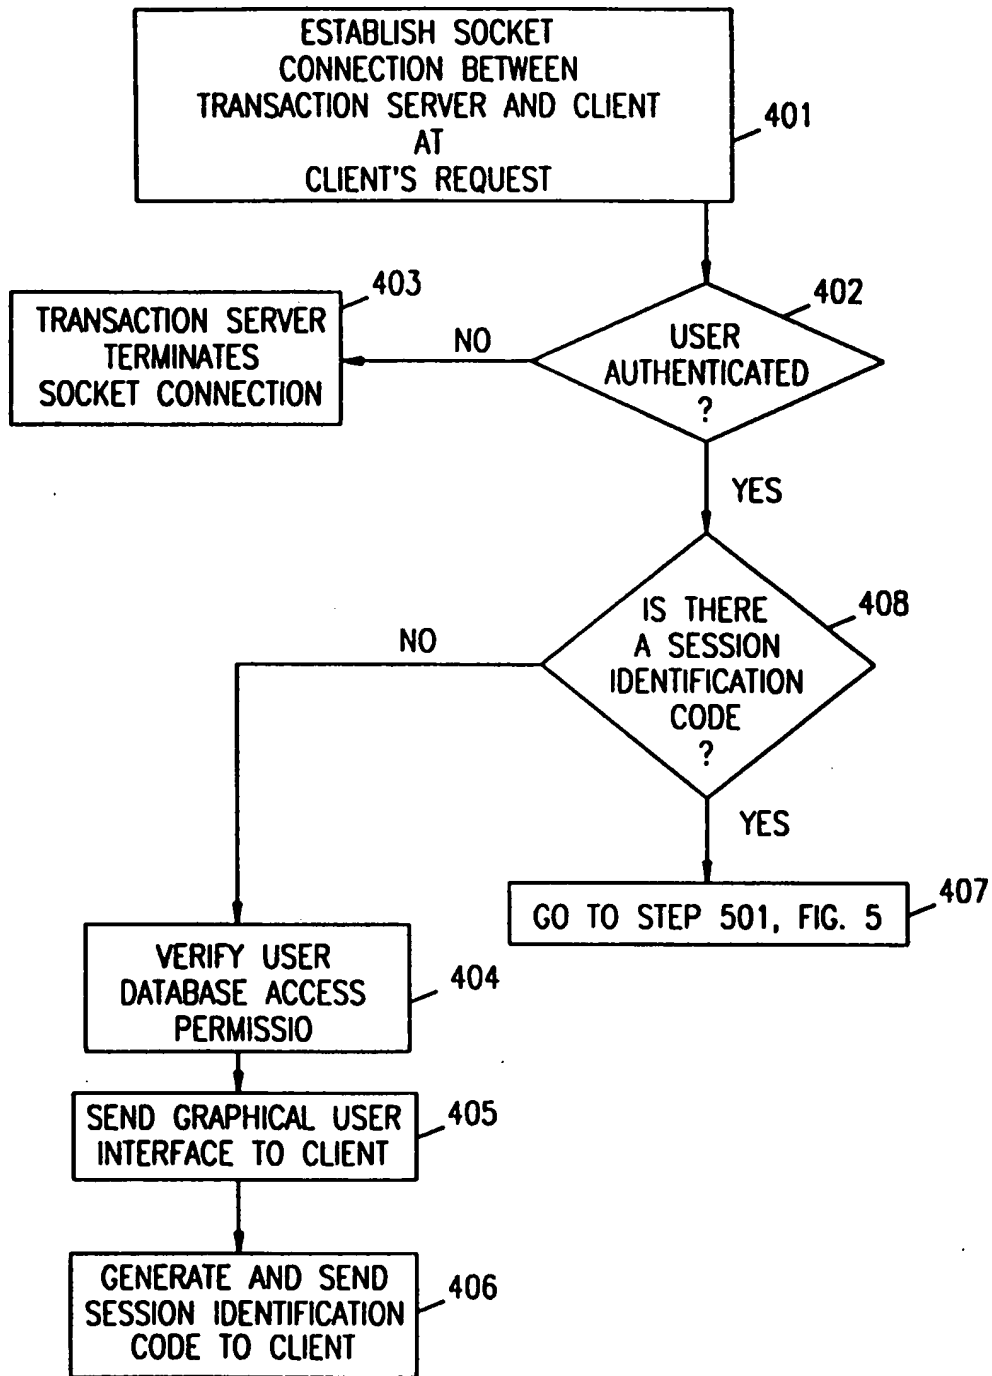 ESTABLISH SOCKET
CONNECTION BETWEEN
TRANSACTION SERVER AND CLIENT
AT
CLIENT'S REQUEST
401
403
TRANSACTION SERVER
TERMINATES
SOCKET CONNECTION
NO
402
USER
AUTHENTICATED
?
YES
408
IS THERE
A SESSION
IDENTIFICATION
CODE
?
NO
YES
407
GO TO STEP 501, FIG. 5
VERIFY USER
DATABASE ACCESS
PERMISSIO
404
SEND GRAPHICAL USER
INTERFACE TO CLIENT
405
GENERATE AND SEND
SESSION IDENTIFICATION
CODE TO CLIENT
406